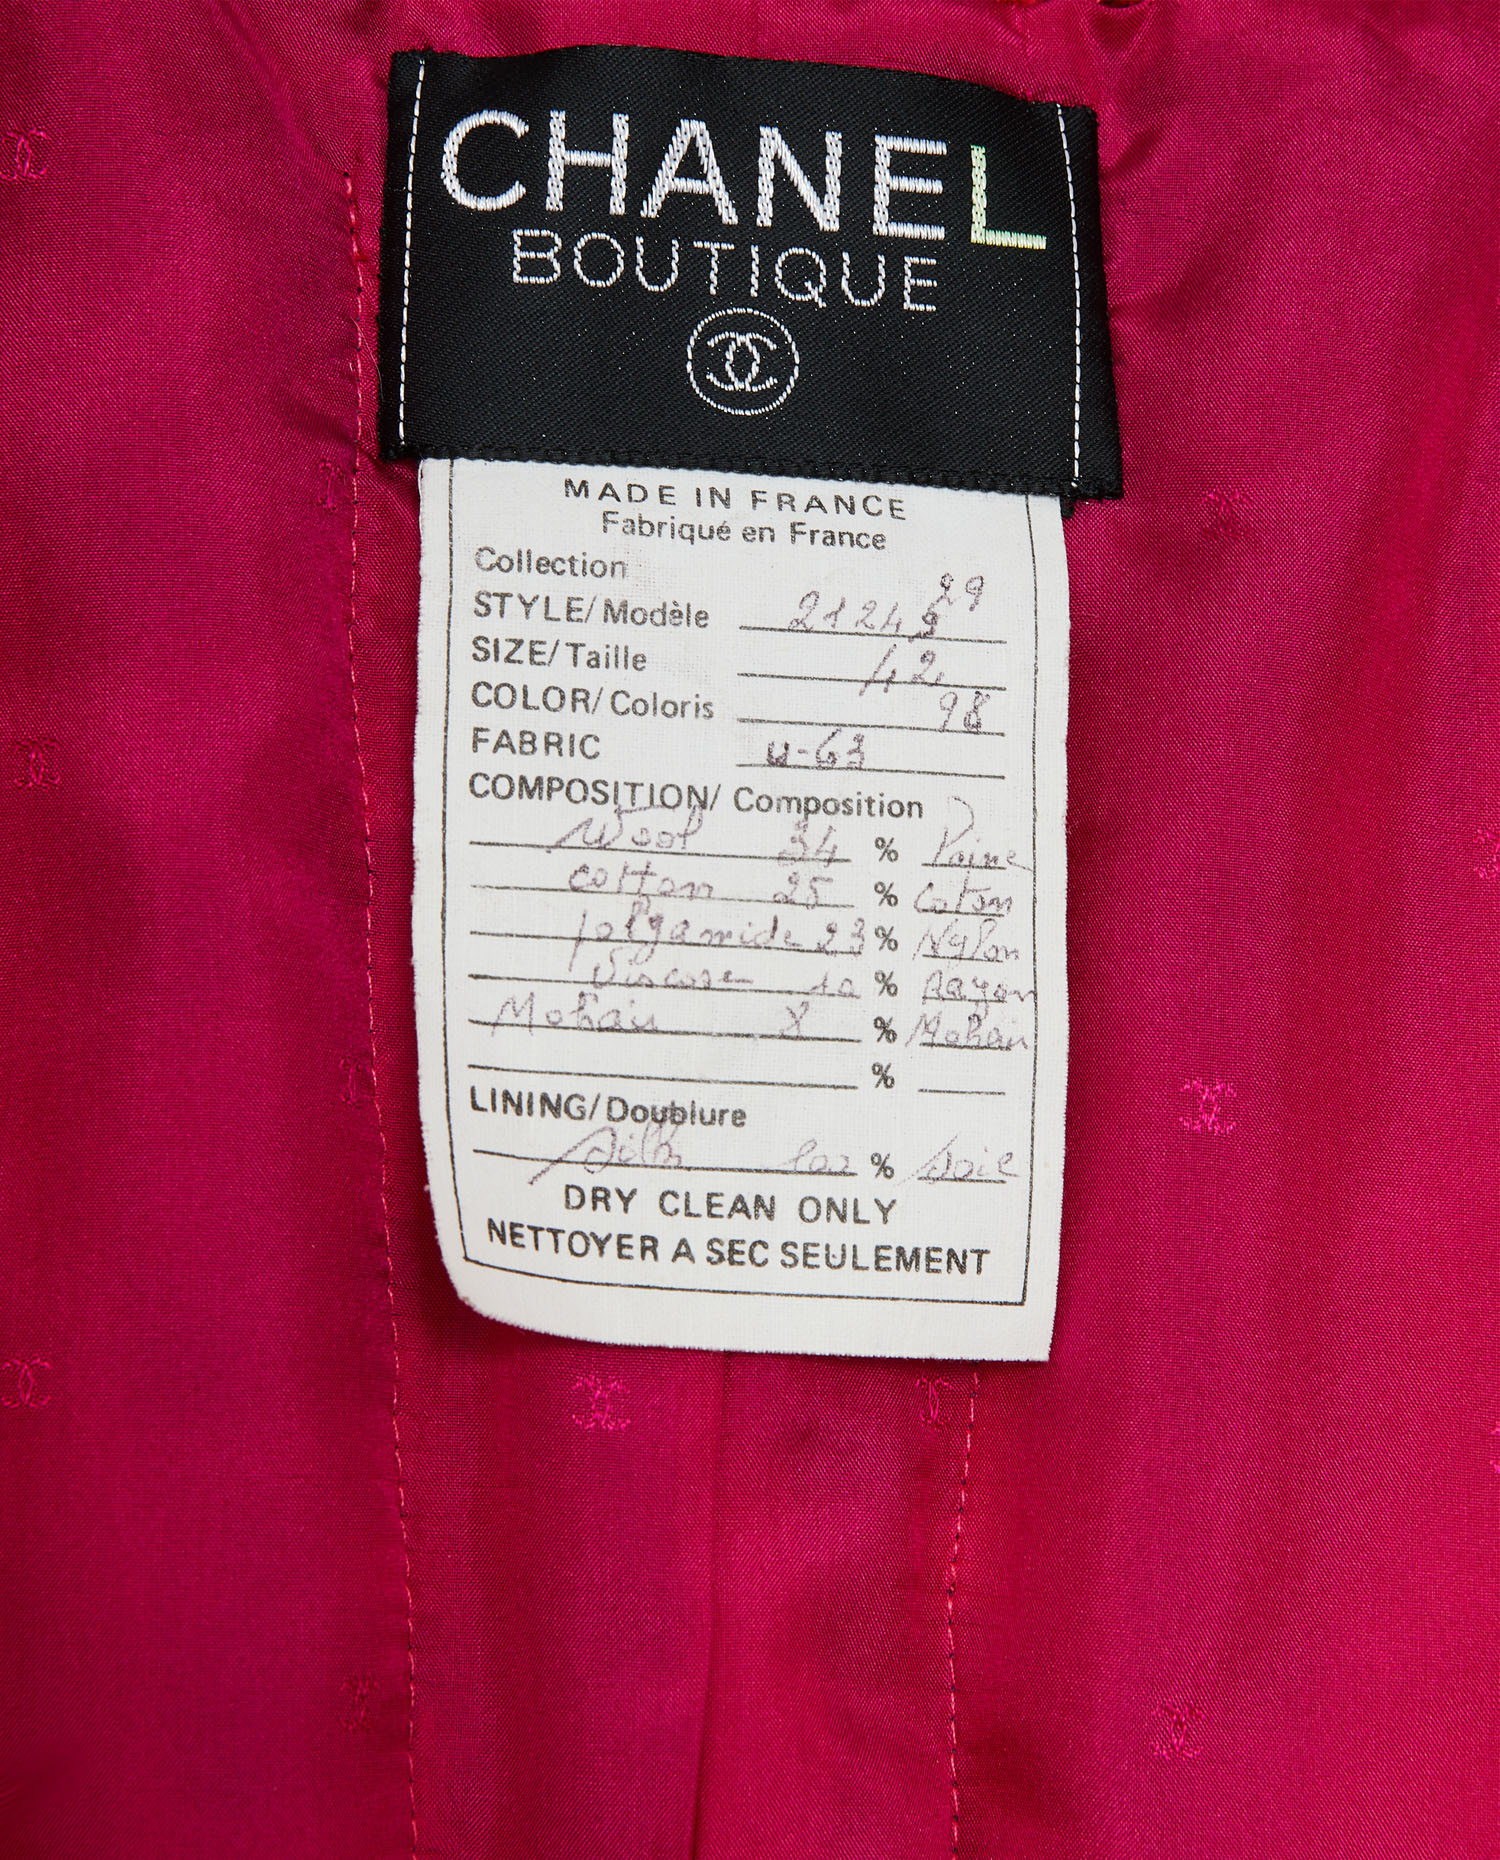 CHANEL
BOUTIQUE
MADE IN FRANCE
Fabriqué en France
Collection 29
STYLE/Modèle 21243
SIZE/Taille 42
COLOR/Coloris 98
FABRIC u-63
COMPOSITION/Composition
Wool 34 % Laine
cotton 25 % Coton
polyamide 23 % Nylon
Viscose 10 % Rayon
Mohair 8 % Mohair
%
LINING/Doublure
Silk 100 % Soie
DRY CLEAN ONLY
NETTOYER A SEC SEULEMENT